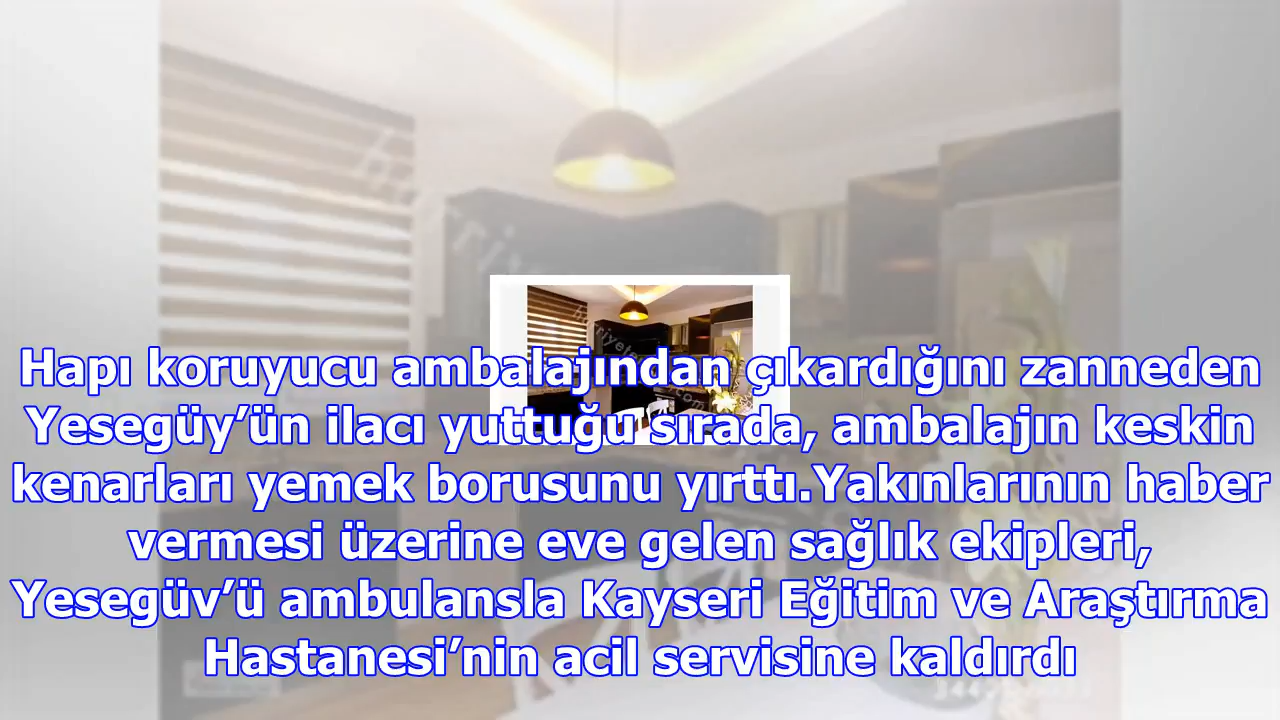 Hapı koruyucu ambalajından çıkardığını zanneden
Yesegüy’ün ilacı yuttuğu sırada, ambalajın keskin
kenarları yemek borusunu yırttı.Yakınlarının haber
vermesi üzerine eve gelen sağlık ekipleri,
Yesegüv’ü ambulansla Kayseri Eğitim ve Araştırma
Hastanesi’nin acil servisine kaldırdı